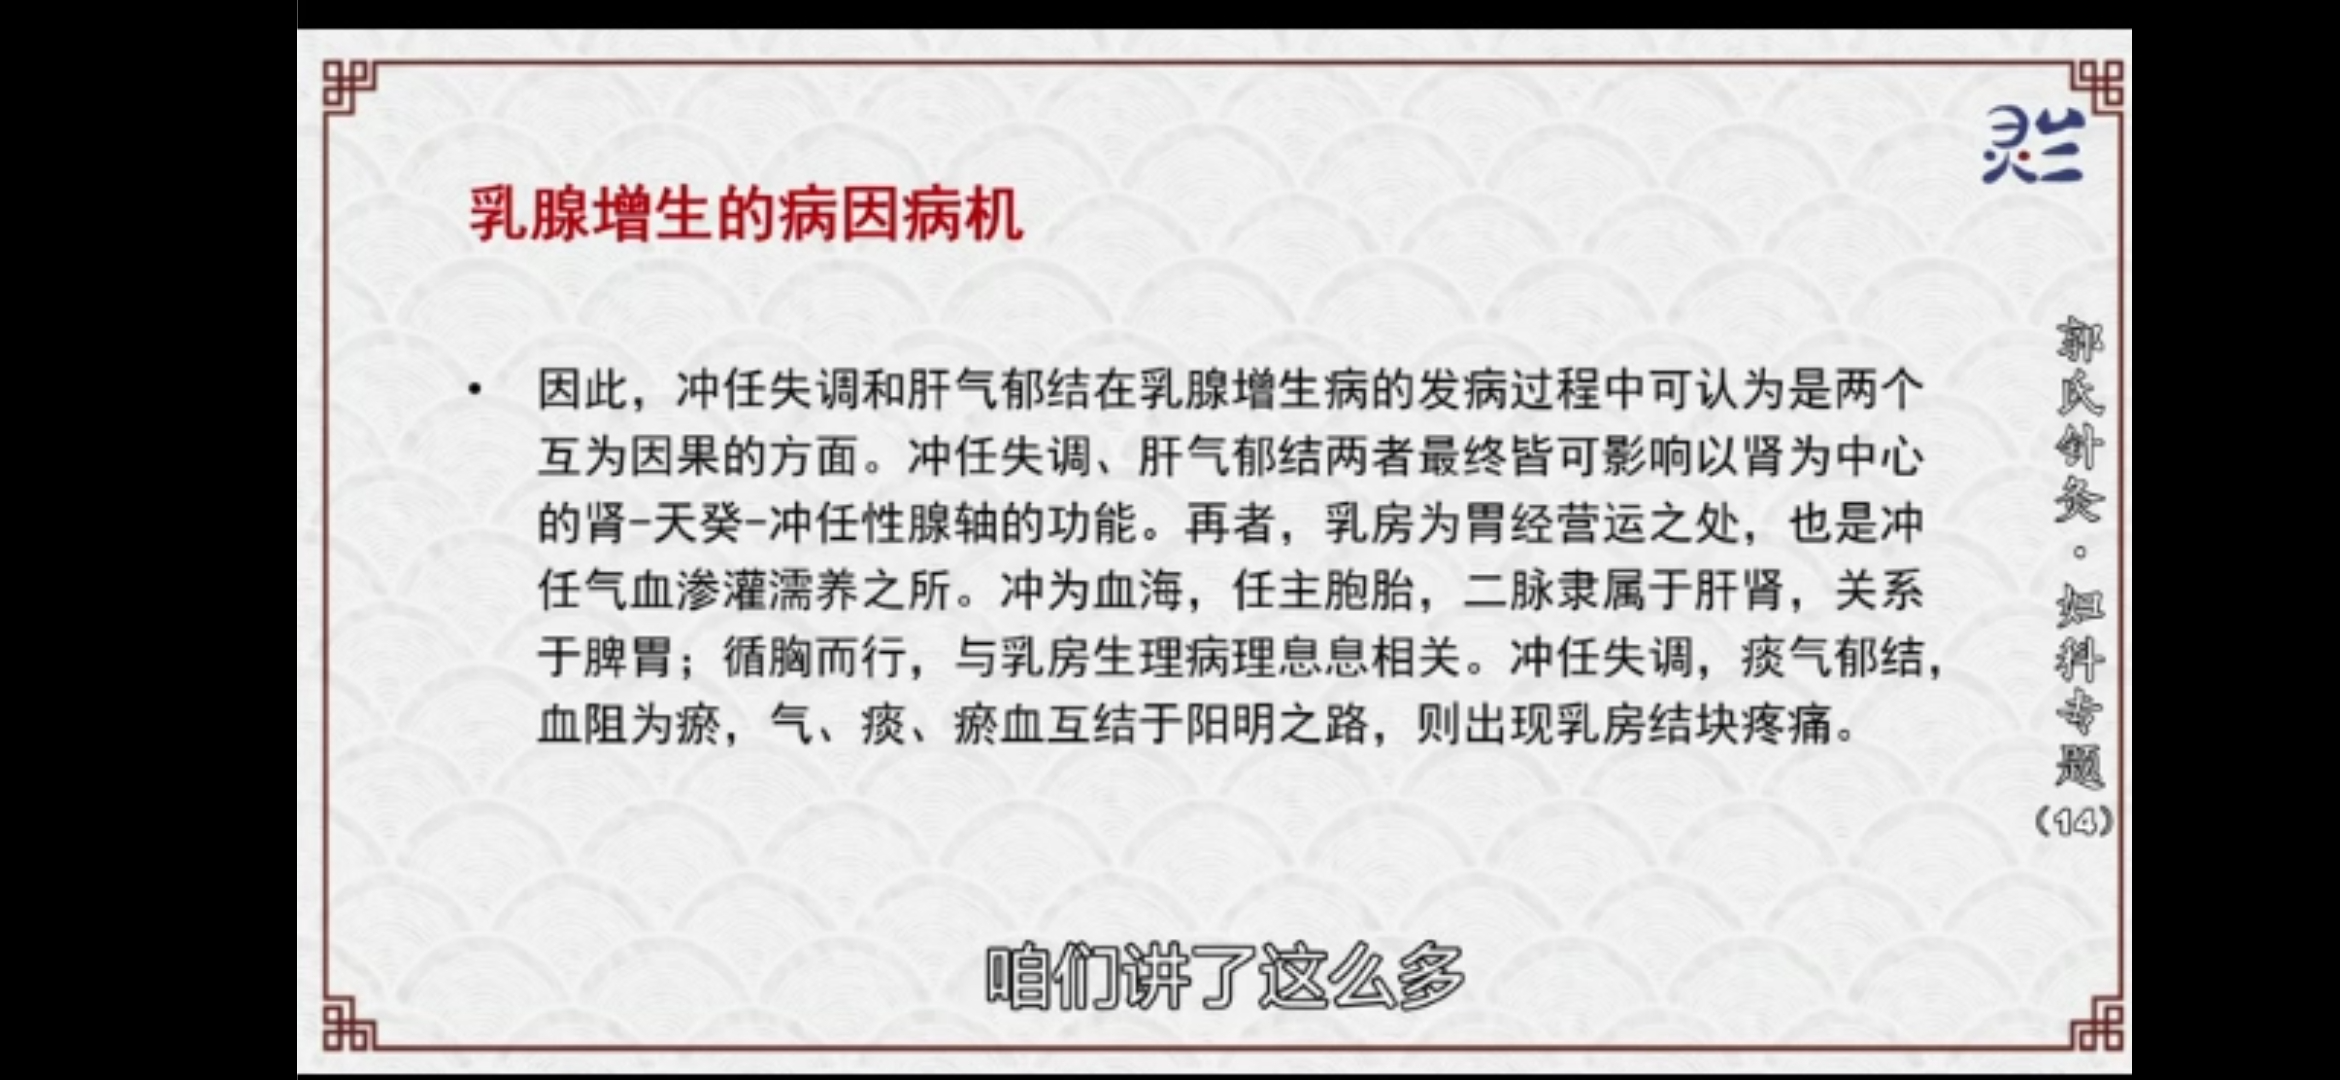 乳腺增生的病因病机
• 因此，冲任失调和肝气郁结在乳腺增生病的发病过程中可认为是两个
互为因果的方面。冲任失调、肝气郁结两者最终皆可影响以肾为中心
的肾-天癸-冲任性腺轴的功能。再者，乳房为胃经营运之处，也是冲
任气血渗灌濡养之所。冲为血海，任主胞胎，二脉隶属于肝肾，关系
于脾胃；循胸而行，与乳房生理病理息息相关。冲任失调，痰气郁结，
血阻为瘀，气、痰、瘀血互结于阳明之路，则出现乳房结块疼痛。
郭氏针灸·妇科专题（14）
咱们讲了这么多